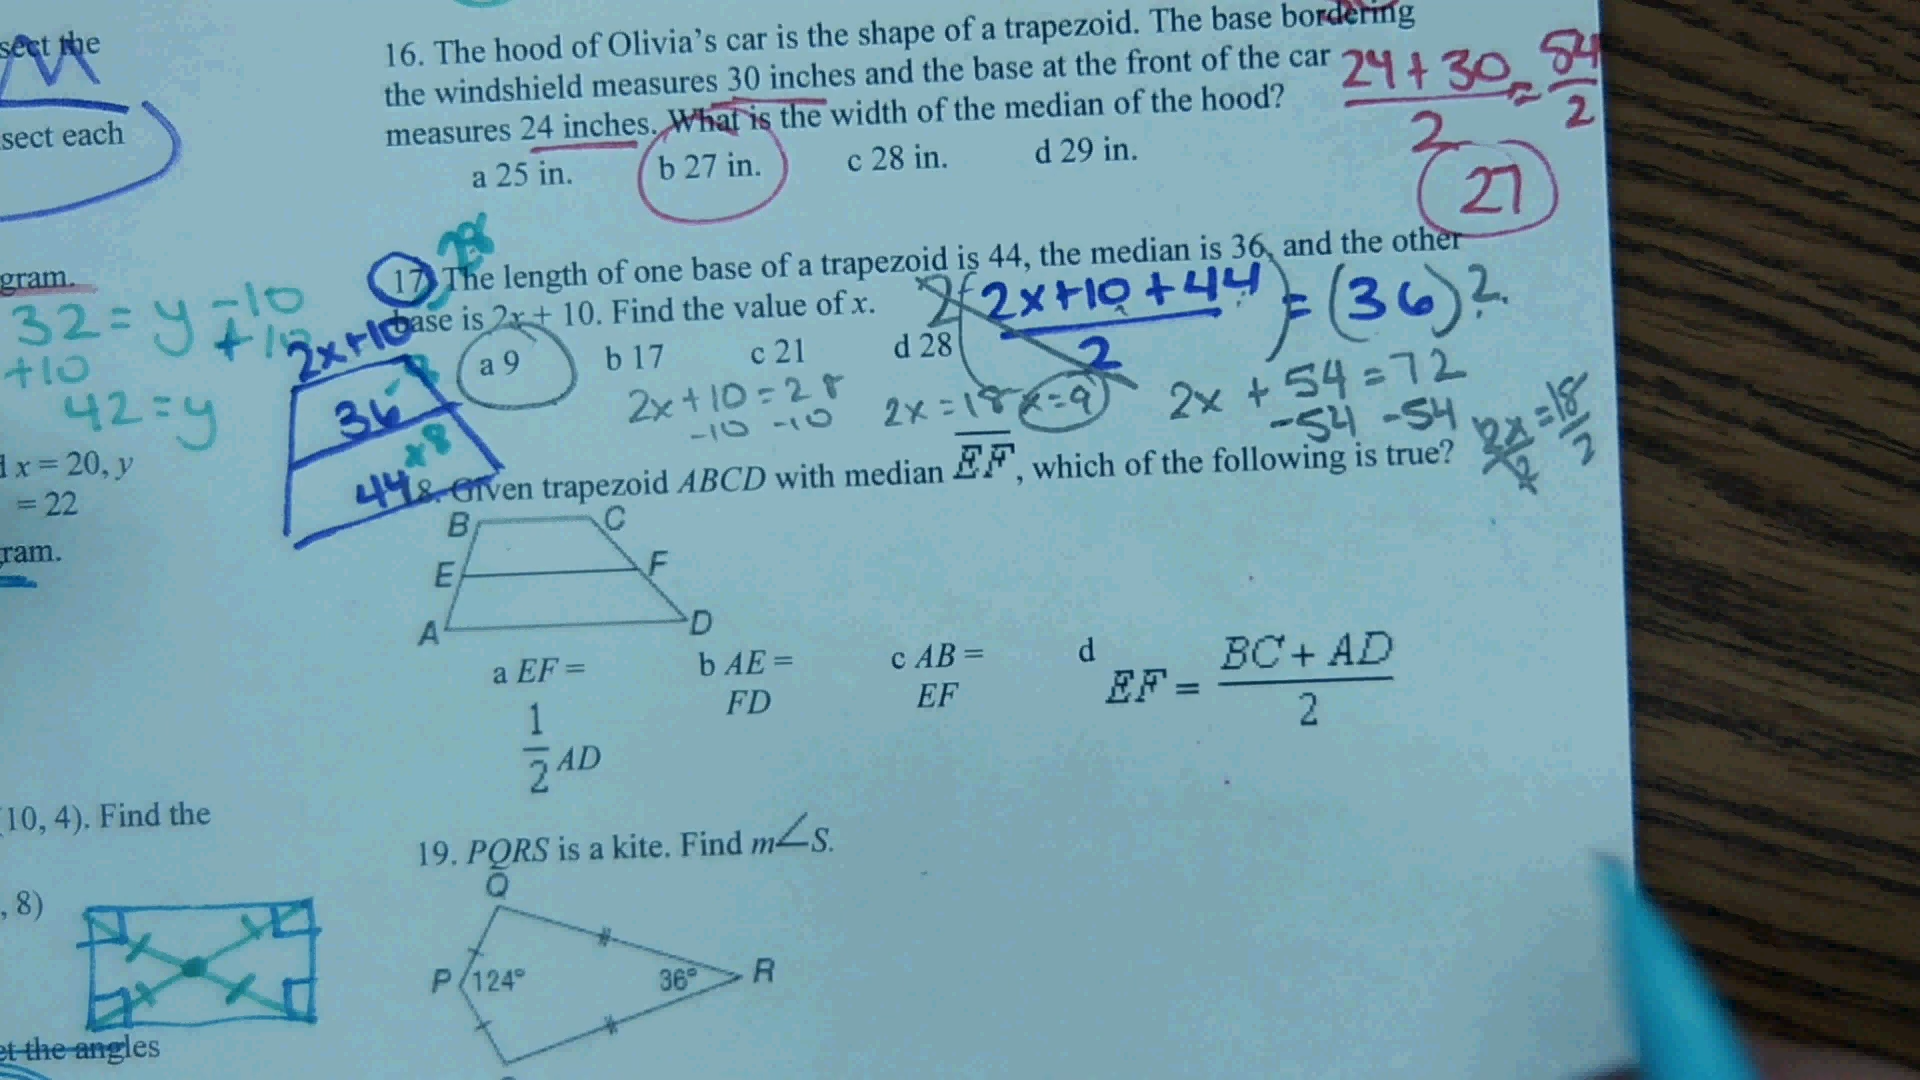 sect the
sect each
gram.
32 = y - 10
+10
+10
42 = y
d x = 20, y
= 22
ram.
(10, 4). Find the
, 8)
et the angles
16. The hood of Olivia's car is the shape of a trapezoid. The base bordering
the windshield measures 30 inches and the base at the front of the car
measures 24 inches. What is the width of the median of the hood?
a 25 in. b 27 in. c 28 in. d 29 in.
24 + 30 = 54
2 2
27
28
17. The length of one base of a trapezoid is 44, the median is 36, and the other
base is 2x + 10. Find the value of x.
a 9 b 17 c 21 d 28
2x+10
36
44
x8
2(2x+10+44) = (36)2.
2
2x+10=28
-10 -10
2x=18 x=9
2x + 54 = 72
-54 -54
2x = 18
2 2
18. Given trapezoid ABCD with median EF, which of the following is true?
B C
E F
A D
a EF = b AE = c AB = d
FD EF EF = BC + AD
2
1
2 AD
19. PQRS is a kite. Find m∠S.
Q
P 124° 36° R